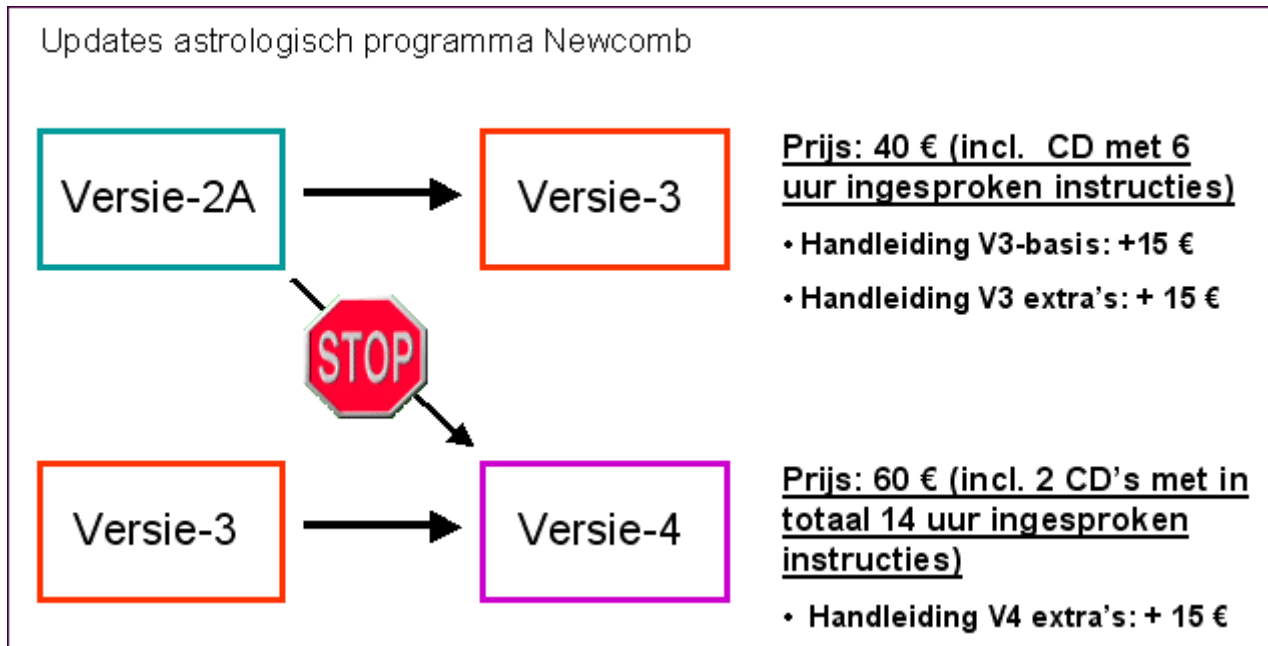 Updates astrologisch programma Newcomb
Versie-2A
Versie-3
Prijs: 40 € (incl. CD met 6
uur ingesproken instructies)
• Handleiding V3-basis: +15 €
• Handleiding V3 extra's: + 15 €
STOP
Versie-3
Versie-4
Prijs: 60 € (incl. 2 CD's met in
totaal 14 uur ingesproken
instructies)
• Handleiding V4 extra's: + 15 €